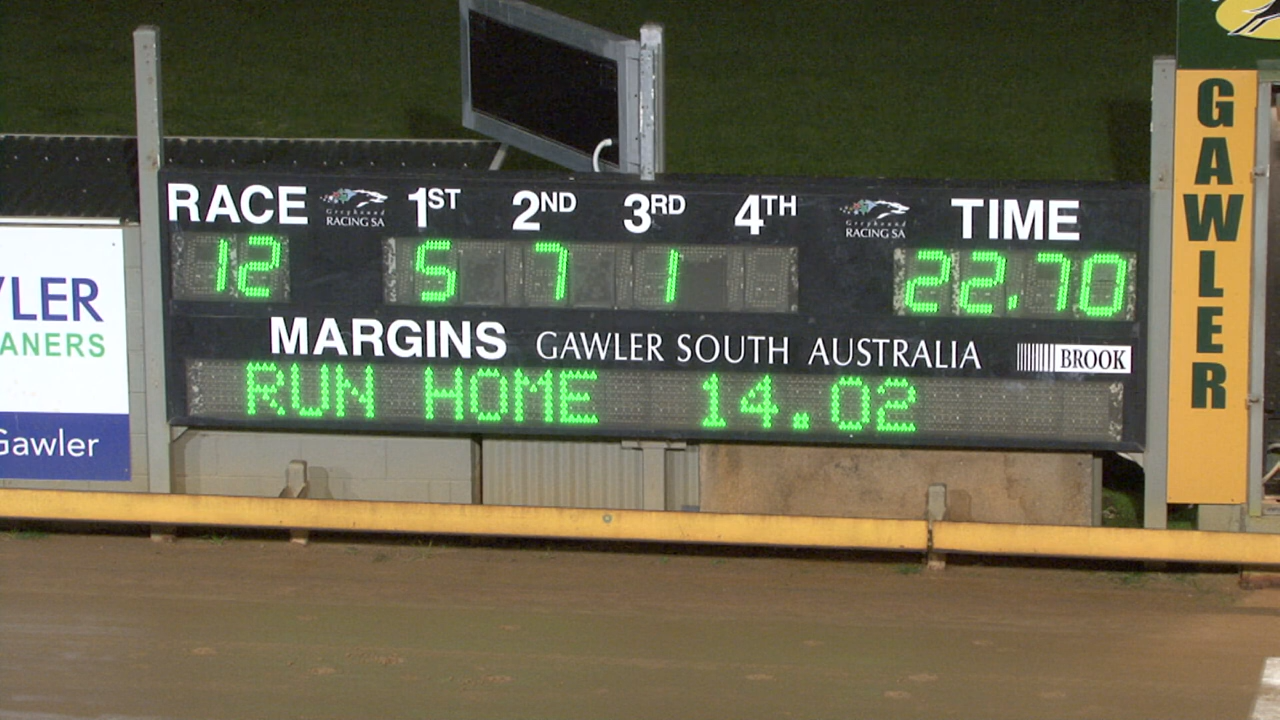 RACE
Greyhound
RACING SA
1ST
2ND
3RD
4TH
Greyhound
RACING SA
TIME
12
5
7
1
22.70
MARGINS
GAWLER SOUTH AUSTRALIA
BROOK
RUN HOME 14.02
LER
ANERS
Gawler
GAWLER